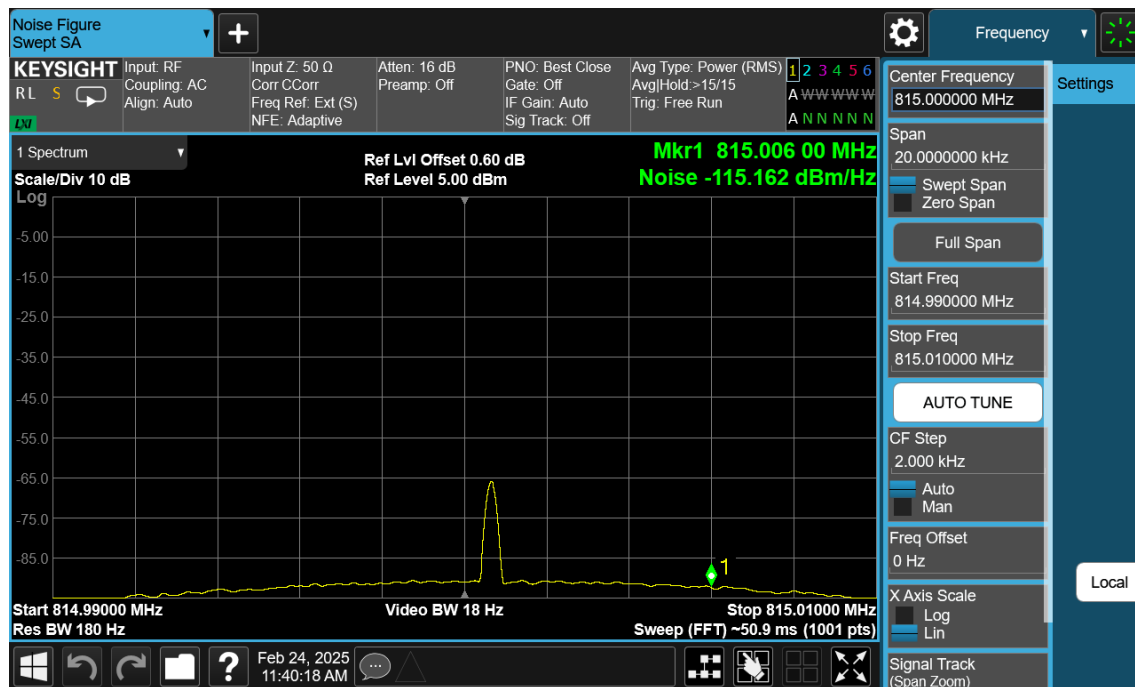 Noise Figure
Swept SA
Frequency
KEYSIGHT
RL S
LXI
Input: RF
Coupling: AC
Align: Auto
Input Z: 50 Ω
Corr CCorr
Freq Ref: Ext (S)
NFE: Adaptive
Atten: 16 dB
Preamp: Off
PNO: Best Close
Gate: Off
IF Gain: Auto
Sig Track: Off
Avg Type: Power (RMS)
Avg|Hold:>15/15
Trig: Free Run
1 2 3 4 5 6
A W W W W W
A N N N N N
1 Spectrum
Scale/Div 10 dB
Log
Ref Lvl Offset 0.60 dB
Ref Level 5.00 dBm
Mkr1 815.006 00 MHz
Noise -115.162 dBm/Hz
-5.00
-15.0
-25.0
-35.0
-45.0
-55.0
-65.0
-75.0
-85.0
1
Start 814.99000 MHz
Res BW 180 Hz
Video BW 18 Hz
Stop 815.01000 MHz
Sweep (FFT) ~50.9 ms (1001 pts)
?
Feb 24, 2025
11:40:18 AM
Center Frequency
815.000000 MHz
Span
20.0000000 kHz
Swept Span
Zero Span
Full Span
Start Freq
814.990000 MHz
Stop Freq
815.010000 MHz
AUTO TUNE
CF Step
2.000 kHz
Auto
Man
Freq Offset
0 Hz
X Axis Scale
Log
Lin
Signal Track
(Span Zoom)
Settings
Local